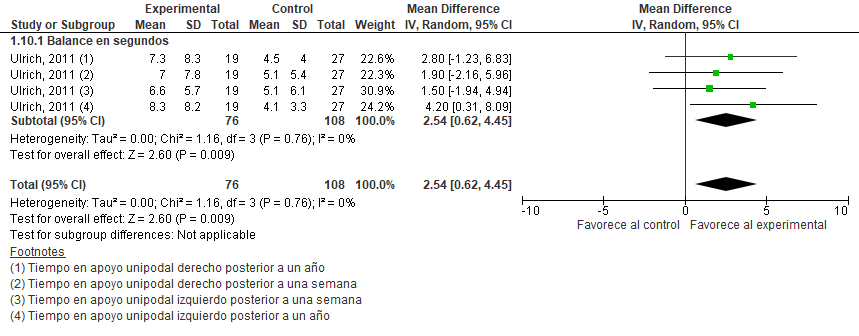 Experimental Control Mean Difference Mean Difference
Study or Subgroup Mean SD Total Mean SD Total Weight IV, Random, 95% CI IV, Random, 95% CI
1.10.1 Balance en segundos
Ulrich, 2011 (1) 7.3 8.3 19 4.5 4 27 22.6% 2.80 [-1.23, 6.83]
Ulrich, 2011 (2) 7 7.8 19 5.1 5.4 27 22.3% 1.90 [-2.16, 5.96]
Ulrich, 2011 (3) 6.6 5.7 19 5.1 6.1 27 30.9% 1.50 [-1.94, 4.94]
Ulrich, 2011 (4) 8.3 8.2 19 4.1 3.3 27 24.2% 4.20 [0.31, 8.09]
Subtotal (95% CI) 76 108 100.0% 2.54 [0.62, 4.45]
Heterogeneity: Tau² = 0.00; Chi² = 1.16, df = 3 (P = 0.76); I² = 0%
Test for overall effect: Z = 2.60 (P = 0.009)
Total (95% CI) 76 108 100.0% 2.54 [0.62, 4.45]
Heterogeneity: Tau² = 0.00; Chi² = 1.16, df = 3 (P = 0.76); I² = 0%
Test for overall effect: Z = 2.60 (P = 0.009)
Test for subgroup differences: Not applicable
-10 -5 0 5 10
Favorece al control Favorece al experimental
Footnotes
(1) Tiempo en apoyo unipodal derecho posterior a un año
(2) Tiempo en apoyo unipodal derecho posterior a una semana
(3) Tiempo en apoyo unipodal izquierdo posterior a una semana
(4) Tiempo en apoyo unipodal izquierdo posterior a un año